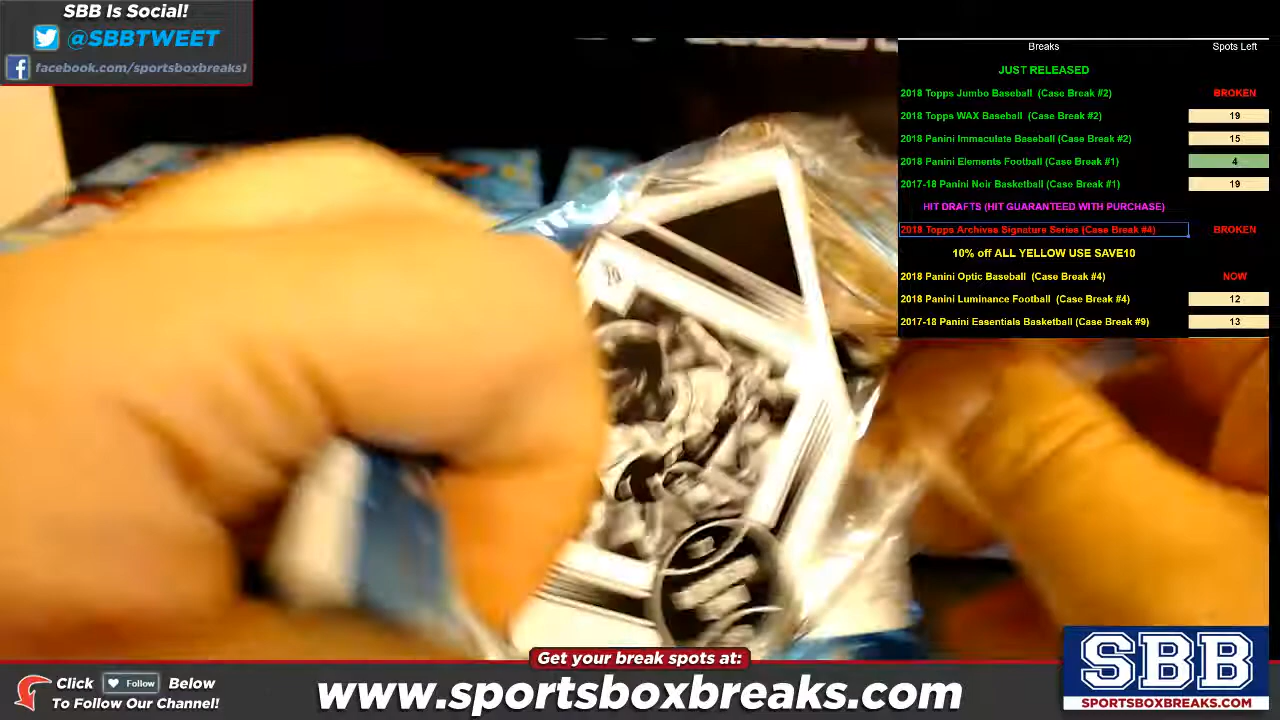 SBB Is Social!
@SBBTWEET
facebook.com/sportsboxbreaks1
Breaks Spots Left
JUST RELEASED
2018 Topps Jumbo Baseball (Case Break #2) BROKEN
2018 Topps WAX Baseball (Case Break #2) 19
2018 Panini Immaculate Baseball (Case Break #2) 15
2018 Panini Elements Football (Case Break #1) 4
2017-18 Panini Noir Basketball (Case Break #1) 19
HIT DRAFTS (HIT GUARANTEED WITH PURCHASE)
2018 Topps Archives Signature Series (Case Break #4) BROKEN
10% off ALL YELLOW USE SAVE10
2018 Panini Optic Baseball (Case Break #4) NOW
2018 Panini Luminance Football (Case Break #4) 12
2017-18 Panini Essentials Basketball (Case Break #9) 13
Get your break spots at:
Click Follow Below
To Follow Our Channel!
www.sportsboxbreaks.com
SBB
SPORTSBOXBREAKS.COM